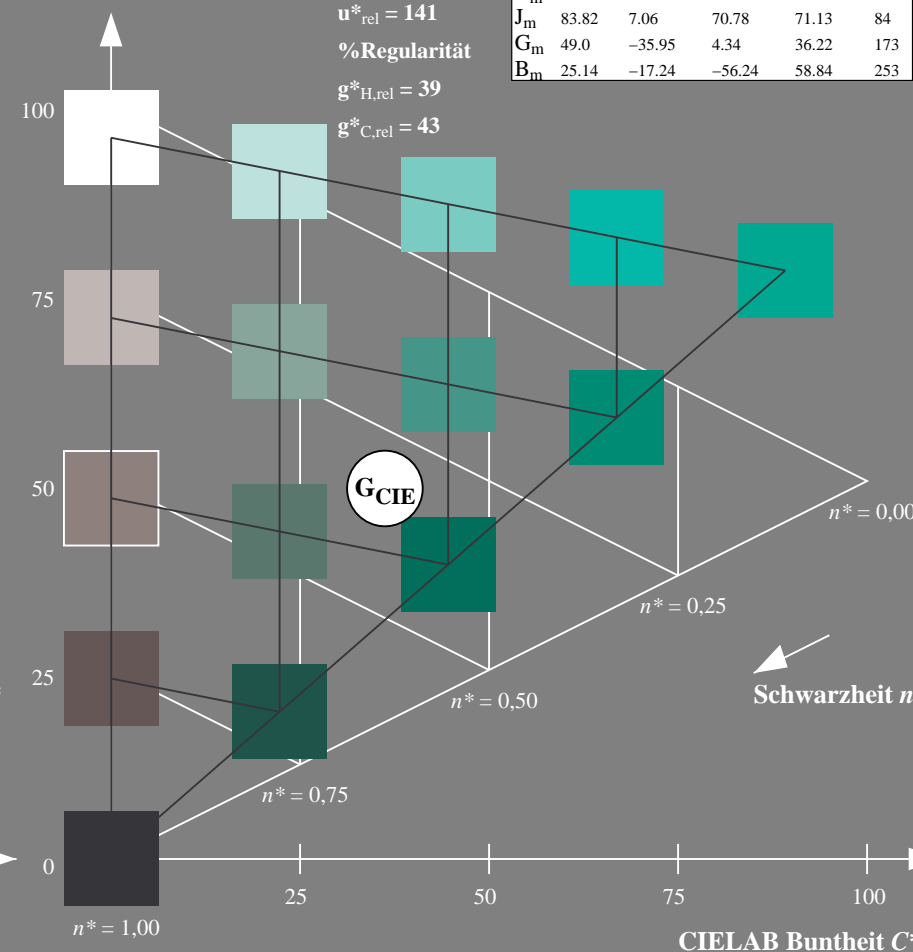 u*rel = 141
%Regularität
g*H,rel = 39
g*C,rel = 43
Jm 83.82 7.06 70.78 71.13 84
Gm 49.0 −35.95 4.34 36.22 173
Bm 25.14 −17.24 −56.24 58.84 253
100
75
50
25
0
GCIE
n* = 0,00
n* = 0,25
n* = 0,50
n* = 0,75
n* = 1,00
Schwarzheit n
25 50 75 100
CIELAB Buntheit C*